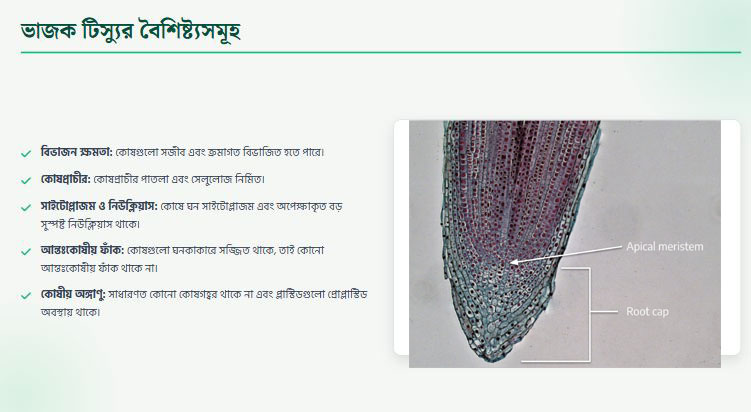 ভাজক টিস্যুর বৈশিষ্ট্যসমূহ
বিভাজন ক্ষমতা: কোষগুলো সজীব এবং ক্রমাগত বিভাজিত হতে পারে।
কোষপ্রাচীর: কোষপ্রাচীর পাতলা এবং সেলুলোজ নির্মিত।
সাইটোপ্লাজম ও নিউক্লিয়াস: কোষে ঘন সাইটোপ্লাজম এবং অপেক্ষাকৃত বড়
সুস্পষ্ট নিউক্লিয়াস থাকে।
আন্তঃকোষীয় ফাঁক: কোষগুলো ঘনকাকারে সজ্জিত থাকে, তাই কোনো
আন্তঃকোষীয় ফাঁক থাকে না।
কোষীয় অঙ্গাণু: সাধারণত কোনো কোষগহ্বর থাকে না এবং প্লাস্টিডগুলো প্রোপ্লাস্টিড
অবস্থায় থাকে।
Apical meristem
Root cap